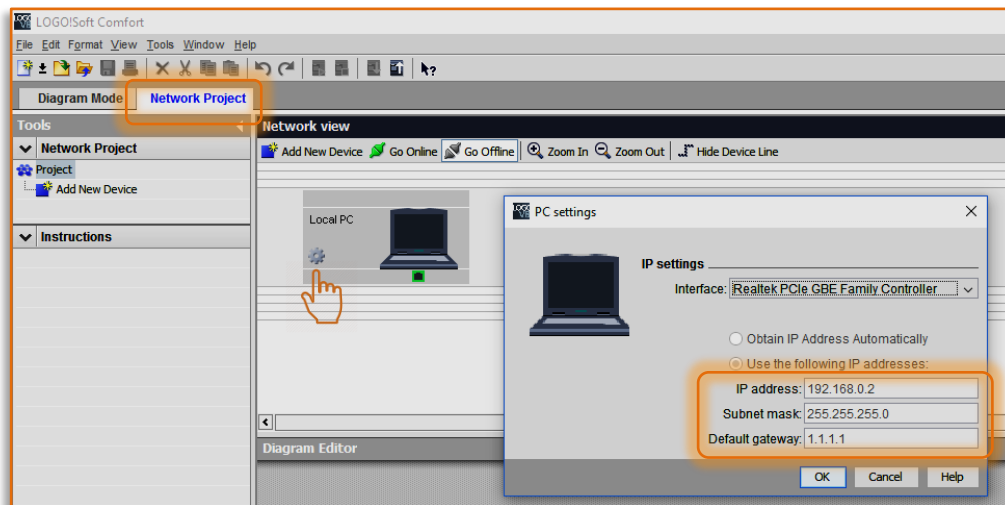 LOGO!Soft Comfort
File Edit Format View Tools Window Help
Diagram Mode Network Project
Tools
Network Project
Project
Add New Device
Instructions
Network view
Add New Device Go Online Go Offline Zoom In Zoom Out Hide Device Line
Local PC
Diagram Editor
PC settings
IP settings
Interface: Realtek PCIe GBE Family Controller
Obtain IP Address Automatically
Use the following IP addresses:
IP address: 192.168.0.2
Subnet mask: 255.255.255.0
Default gateway: 1.1.1.1
OK Cancel Help